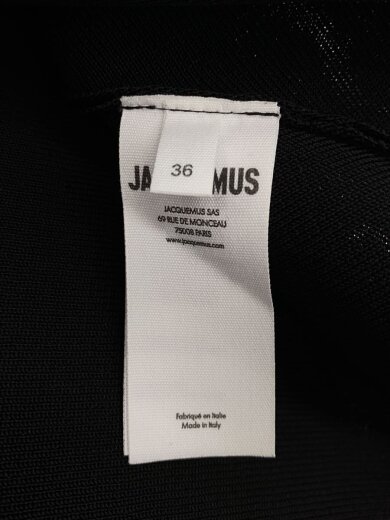 36
JACQUEMUS
JACQUEMUS SAS
69 RUE DE MONCEAU
75008 PARIS
www.jacquemus.com
Fabriqué en Italie
Made in Italy